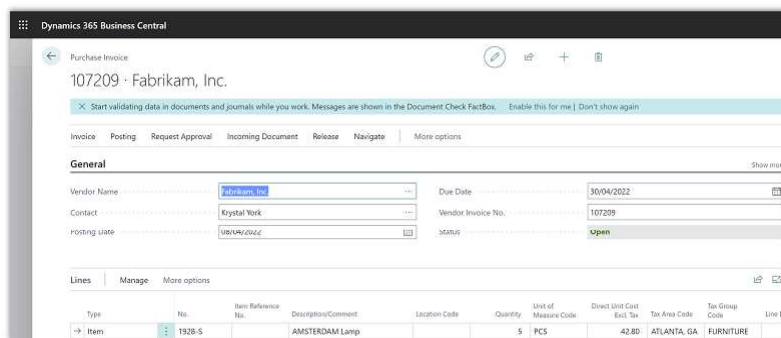 Dynamics 365 Business Central
Purchase Invoice
107209 · Fabrikam, Inc.
Start validating data in documents and journals while you work. Messages are shown in the Document Check FactBox. Enable this for me | Don't show again
Invoice Posting Request Approval Incoming Document Release Navigate More options
General Show mor
Vendor Name Fabrikam, Inc. Due Date 30/04/2022
Contact Krystal York Vendor Invoice No. 107209
Posting Date 08/04/2022 Status Open
Lines Manage More options
Type No. Item Reference No. Description/Comment Location Code Quantity Unit of Measure Code Direct Unit Cost Excl. Tax Tax Area Code Tax Group Code Line
Item 1928-S AMSTERDAM Lamp 5 PCS 42.80 ATLANTA, GA FURNITURE